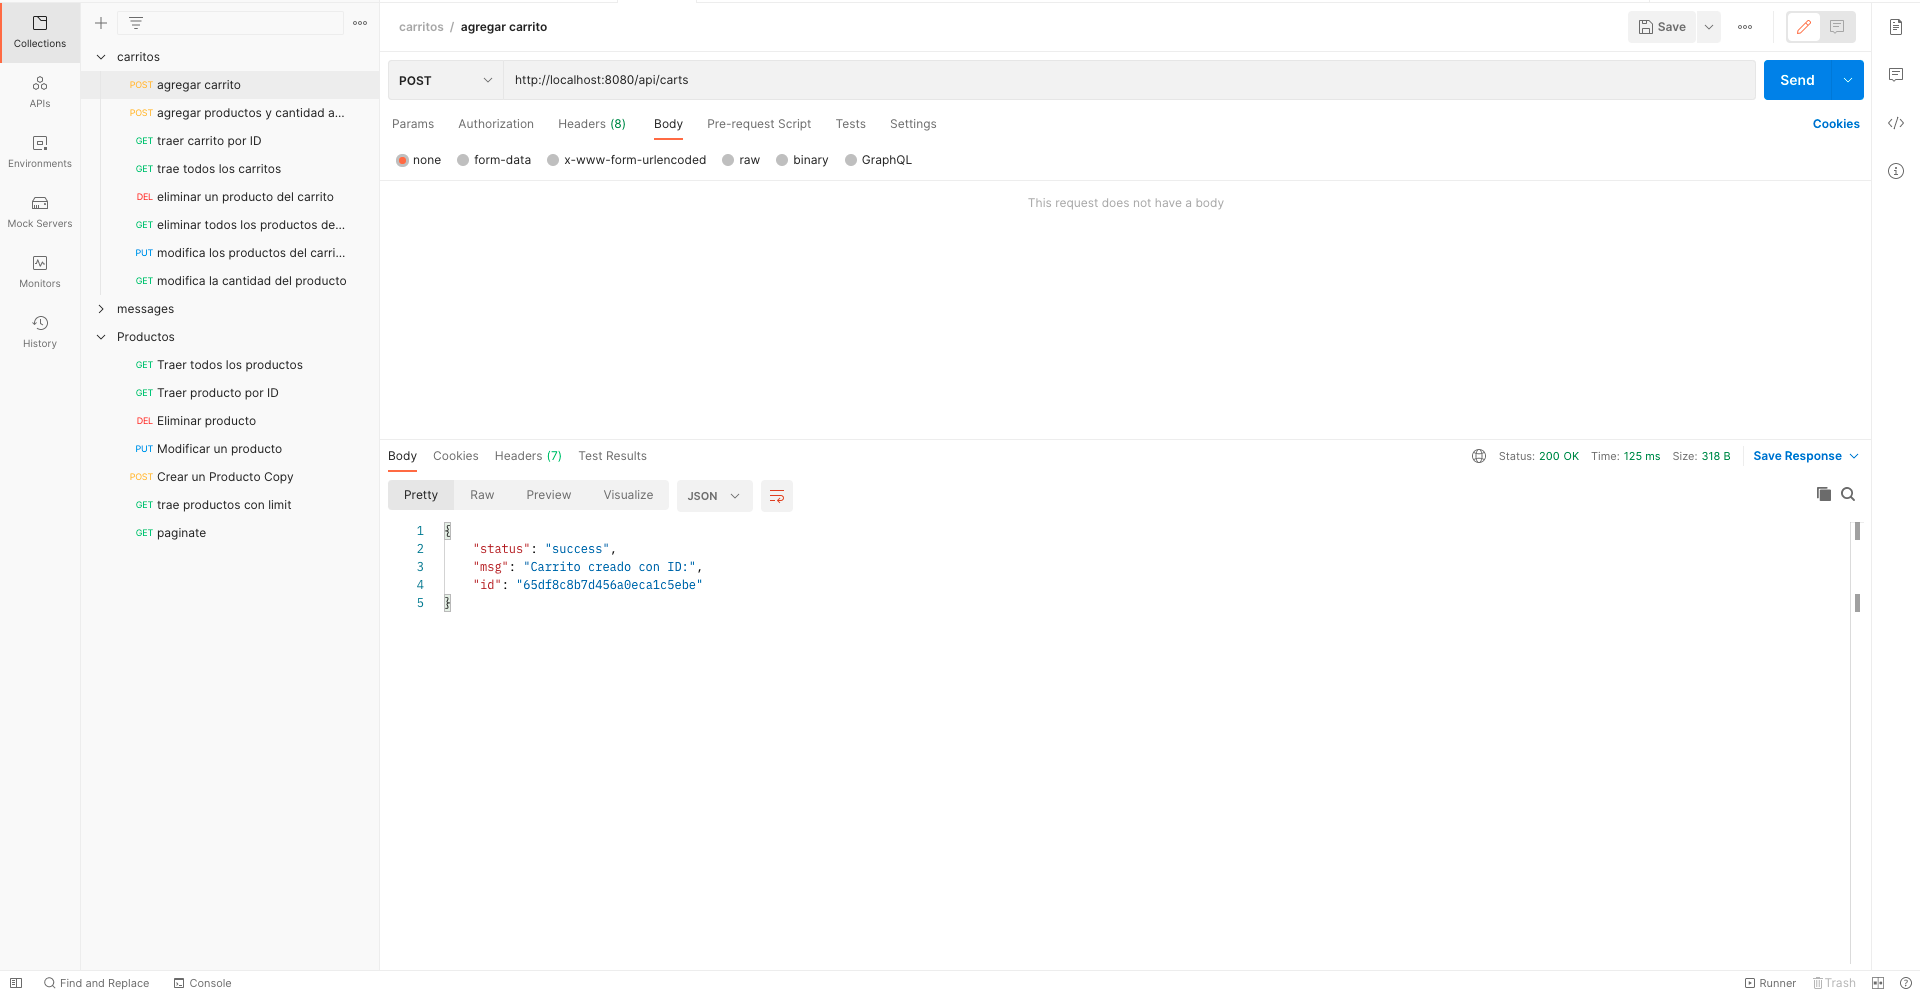 Collections
APIs
Environments
Mock Servers
Monitors
History
carritos
POST agregar carrito
POST agregar productos y cantidad a...
GET traer carrito por ID
GET trae todos los carritos
DEL eliminar un producto del carrito
GET eliminar todos los productos de...
PUT modifica los productos del carri...
GET modifica la cantidad del producto
messages
Productos
GET Traer todos los productos
GET Traer producto por ID
DEL Eliminar producto
PUT Modificar un producto
POST Crear un Producto Copy
GET trae productos con limit
GET paginate
carritos / agregar carrito
Save
POST http://localhost:8080/api/carts
Send
Params Authorization Headers (8) Body Pre-request Script Tests Settings
Cookies
none form-data x-www-form-urlencoded raw binary GraphQL
This request does not have a body
Body Cookies Headers (7) Test Results
Status: 200 OK Time: 125 ms Size: 318 B Save Response
Pretty Raw Preview Visualize JSON
1 {
2 "status": "success",
3 "msg": "Carrito creado con ID:",
4 "id": "65df8c8b7d456a0eca1c5ebe"
5 }
Find and Replace Console
Runner Trash